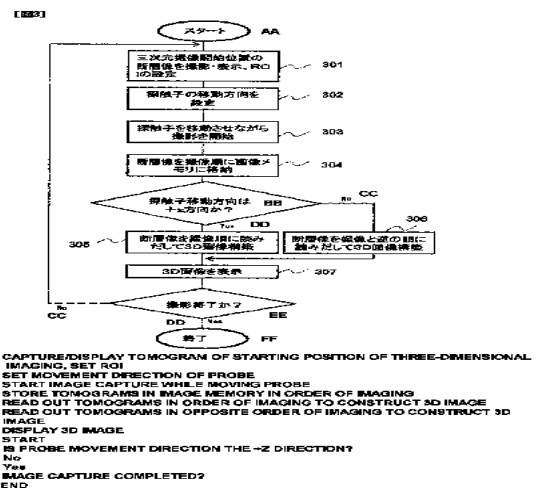 【図3】
スタート AA
三次元撮像開始位置の
断層像を撮影・表示、ROI
の設定 301
探触子の移動方向を
設定 302
探触子を移動させながら
撮影を開始 303
断層像を撮像順に画像メ
モリに格納 304
探触子移動方向は
+z方向か? BB
No CC
Yes DD
305 断層像を撮像順に読み
だして3D画像構築
306 断層像を撮像と逆の順に
読みだして3D画像構築
3D画像を表示 307
撮影終了か? EE
No
CC
DD Yes
終了 FF
CAPTURE/DISPLAY TOMOGRAM OF STARTING POSITION OF THREE-DIMENSIONAL
IMAGING, SET ROI
SET MOVEMENT DIRECTION OF PROBE
START IMAGE CAPTURE WHILE MOVING PROBE
STORE TOMOGRAMS IN IMAGE MEMORY IN ORDER OF IMAGING
READ OUT TOMOGRAMS IN ORDER OF IMAGING TO CONSTRUCT 3D IMAGE
READ OUT TOMOGRAMS IN OPPOSITE ORDER OF IMAGING TO CONSTRUCT 3D
IMAGE
DISPLAY 3D IMAGE
START
IS PROBE MOVEMENT DIRECTION THE +Z DIRECTION?
No
Yes
IMAGE CAPTURE COMPLETED?
END